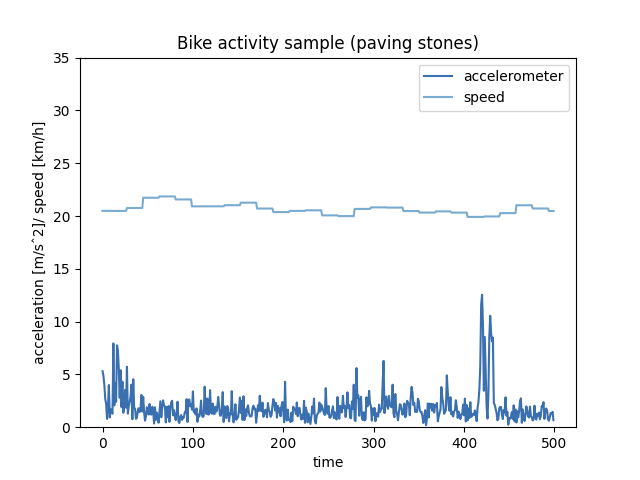 Bike activity sample (paving stones)
accelerometer
speed
acceleration [m/s^2]/ speed [km/h]
35
30
25
20
15
10
5
0
0 100 200 300 400 500
time